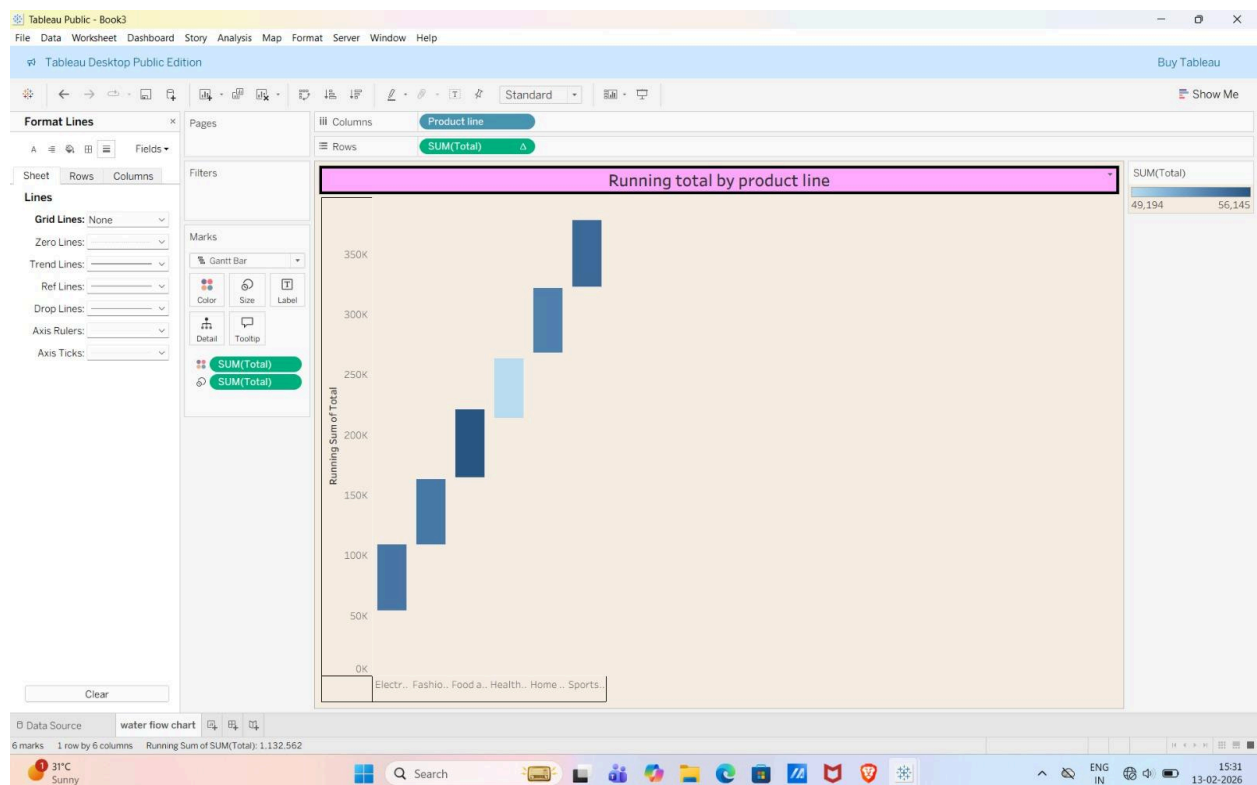 Tableau Public - Book3
File Data Worksheet Dashboard Story Analysis Map Format Server Window Help
Tableau Desktop Public Edition Buy Tableau
Standard Show Me
Format Lines × Pages iii Columns Product line
Rows SUM(Total) Δ
A Fields
Sheet Rows Columns Filters Running total by product line SUM(Total)
Lines
49,194 56,145
Grid Lines: None
Zero Lines:
Marks
Trend Lines:
Gantt Bar
350K
Ref Lines:
Color Size Label
Drop Lines:
300K
Axis Rulers:
Detail Tooltip
Axis Ticks:
SUM(Total)
250K
SUM(Total)
Running Sum of Total
200K
150K
100K
50K
0K
Electr.. Fashio.. Food a.. Health.. Home .. Sports..
Clear
Data Source water flow chart
6 marks 1 row by 6 columns Running Sum of SUM(Total): 1.132.562
1 31°C
Sunny
Search
ENG
IN
15:31
13-02-2026